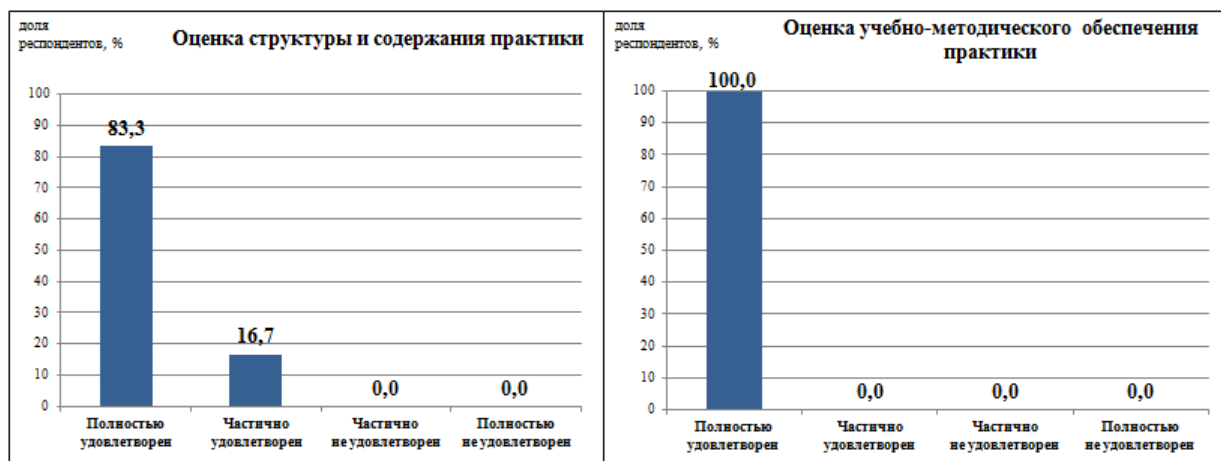 доля
респондентов, %
Оценка структуры и содержания практики
100
90
80
70
60
50
40
30
20
10
0
83,3
16,7
0,0
0,0
Полностью
удовлетворен
Частично
удовлетворен
Частично
не удовлетворен
Полностью
не удовлетворен
доля
респондентов, %
Оценка учебно-методического обеспечения
практики
100
90
80
70
60
50
40
30
20
10
0
100,0
0,0
0,0
0,0
Полностью
удовлетворен
Частично
удовлетворен
Частично
не удовлетворен
Полностью
не удовлетворен